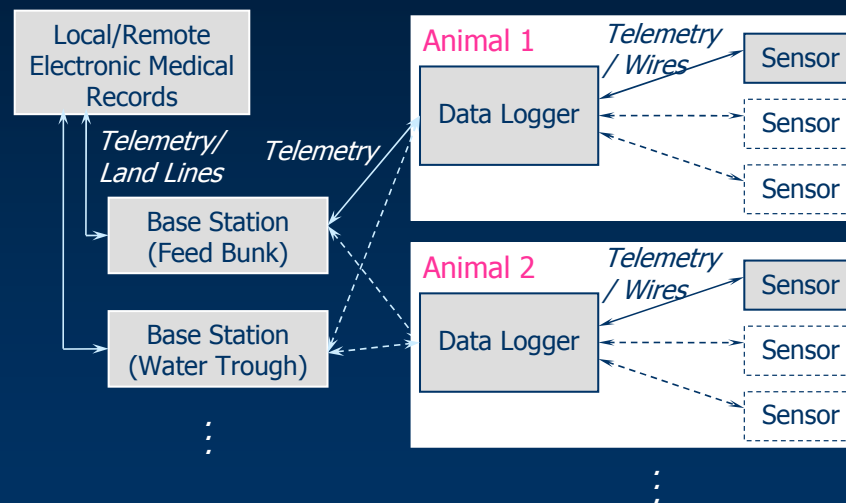 Local/Remote
Electronic Medical
Records
Telemetry/
Land Lines
Telemetry
Base Station
(Feed Bunk)
Base Station
(Water Trough)
⋮
Animal 1
Telemetry
/ Wires
Data Logger
Sensor
Sensor
Sensor
Animal 2
Telemetry
/ Wires
Data Logger
Sensor
Sensor
Sensor
⋮